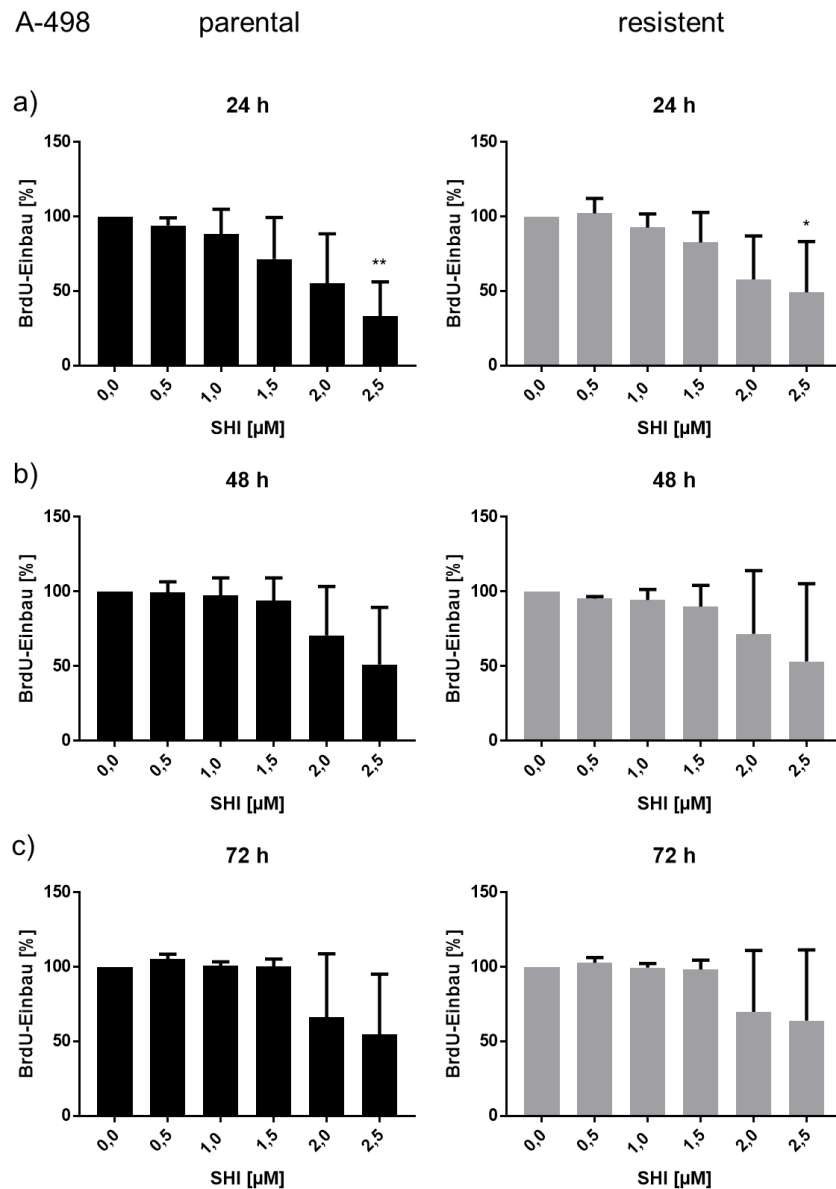 A-498 parental resistent
a)
24 h 24 h
BrdU-Einbau [%] BrdU-Einbau [%]
150 150
100 100
50 50
0 0
** *
0,0 0,5 1,0 1,5 2,0 2,5 0,0 0,5 1,0 1,5 2,0 2,5
SHI [µM] SHI [µM]
b)
48 h 48 h
BrdU-Einbau [%] BrdU-Einbau [%]
150 150
100 100
50 50
0 0
0,0 0,5 1,0 1,5 2,0 2,5 0,0 0,5 1,0 1,5 2,0 2,5
SHI [µM] SHI [µM]
c)
72 h 72 h
BrdU-Einbau [%] BrdU-Einbau [%]
150 150
100 100
50 50
0 0
0,0 0,5 1,0 1,5 2,0 2,5 0,0 0,5 1,0 1,5 2,0 2,5
SHI [µM] SHI [µM]